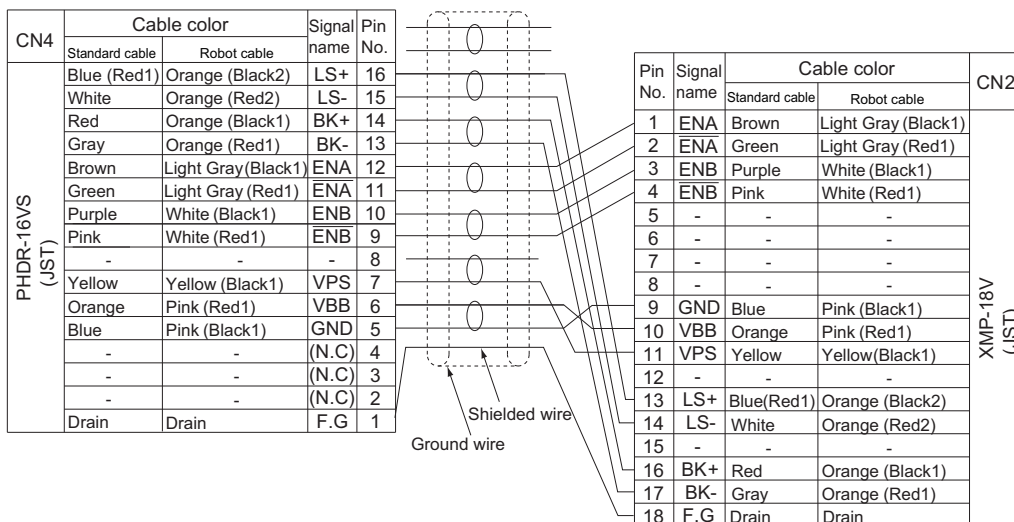 CN4 Cable color Signal name Pin No.
Standard cable Robot cable
PHDR-16VS (JST)
Blue (Red1) Orange (Black2) LS+ 16
White Orange (Red2) LS- 15
Red Orange (Black1) BK+ 14
Gray Orange (Red1) BK- 13
Brown Light Gray(Black1) ENA 12
Green Light Gray (Red1) E̅N̅A̅ 11
Purple White (Black1) ENB 10
Pink White (Red1) E̅N̅B̅ 9
- - - 8
Yellow Yellow (Black1) VPS 7
Orange Pink (Red1) VBB 6
Blue Pink (Black1) GND 5
- - (N.C) 4
- - (N.C) 3
- - (N.C) 2
Drain Drain F.G 1
Shielded wire
Ground wire
Pin No. Signal name Cable color CN2
Standard cable Robot cable
1 ENA Brown Light Gray (Black1)
2 E̅N̅A̅ Green Light Gray (Red1)
3 ENB Purple White (Black1)
4 E̅N̅B̅ Pink White (Red1)
5 - - -
6 - - -
7 - - -
8 - - -
9 GND Blue Pink (Black1)
10 VBB Orange Pink (Red1)
11 VPS Yellow Yellow(Black1)
12 - - -
13 LS+ Blue(Red1) Orange (Black2)
14 LS- White Orange (Red2)
15 - - -
16 BK+ Red Orange (Black1)
17 BK- Gray Orange (Red1)
18 F.G Drain Drain
XMP-18V (JST)